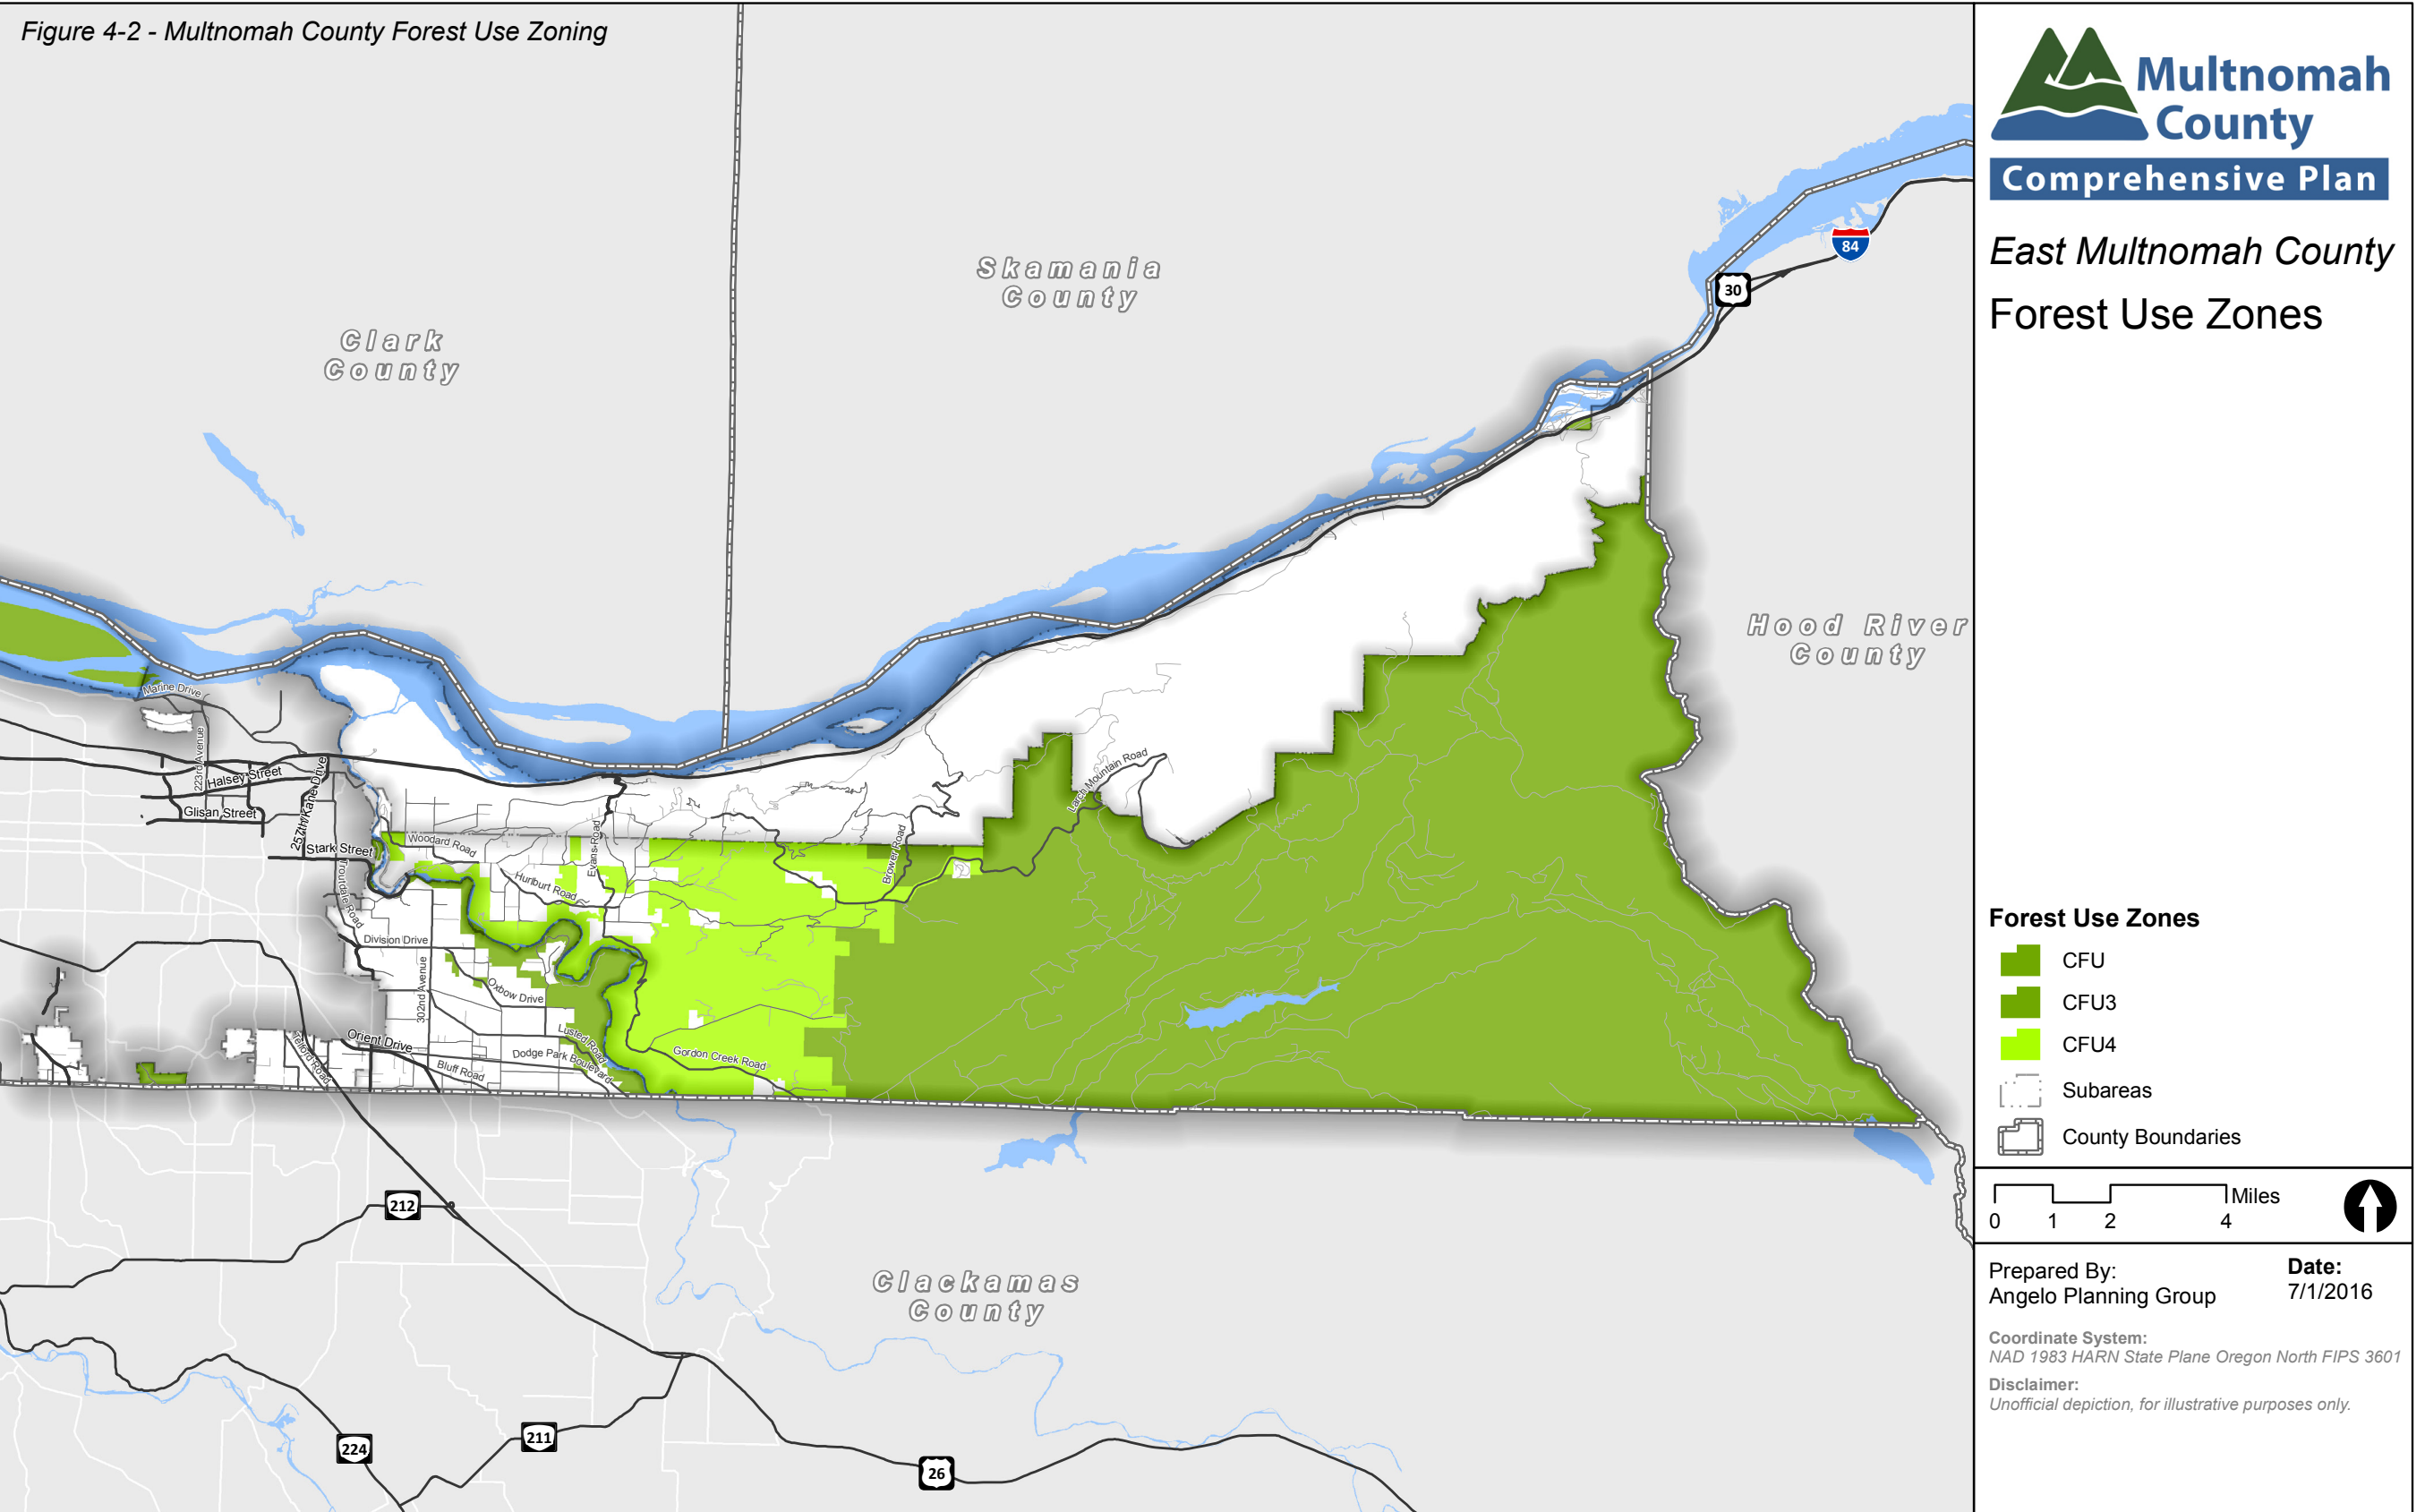 Figure 4-2 - Multnomah County Forest Use Zoning
Multnomah
County
Comprehensive Plan
East Multnomah County
Forest Use Zones
Skamania
County
Clark
County
84
30
Hood River
County
Marine Drive
223rd Avenue
Halsey Street
257th/Kane Drive
Glisan Street
Stark Street
Troutdale Road
Woodard Road
Evans Road
Hurlburt Road
Brower Road
Larch Mountain Road
Division Drive
302nd Avenue
Oxbow Drive
Lusted Road
Orient Drive
Telford Road
Dodge Park Boulevard
Bluff Road
Gordon Creek Road
212
Clackamas
County
224
211
26
Forest Use Zones
CFU
CFU3
CFU4
Subareas
County Boundaries
Miles
0 1 2 4
Prepared By:
Angelo Planning Group
Date:
7/1/2016
Coordinate System:
NAD 1983 HARN State Plane Oregon North FIPS 3601
Disclaimer:
Unofficial depiction, for illustrative purposes only.